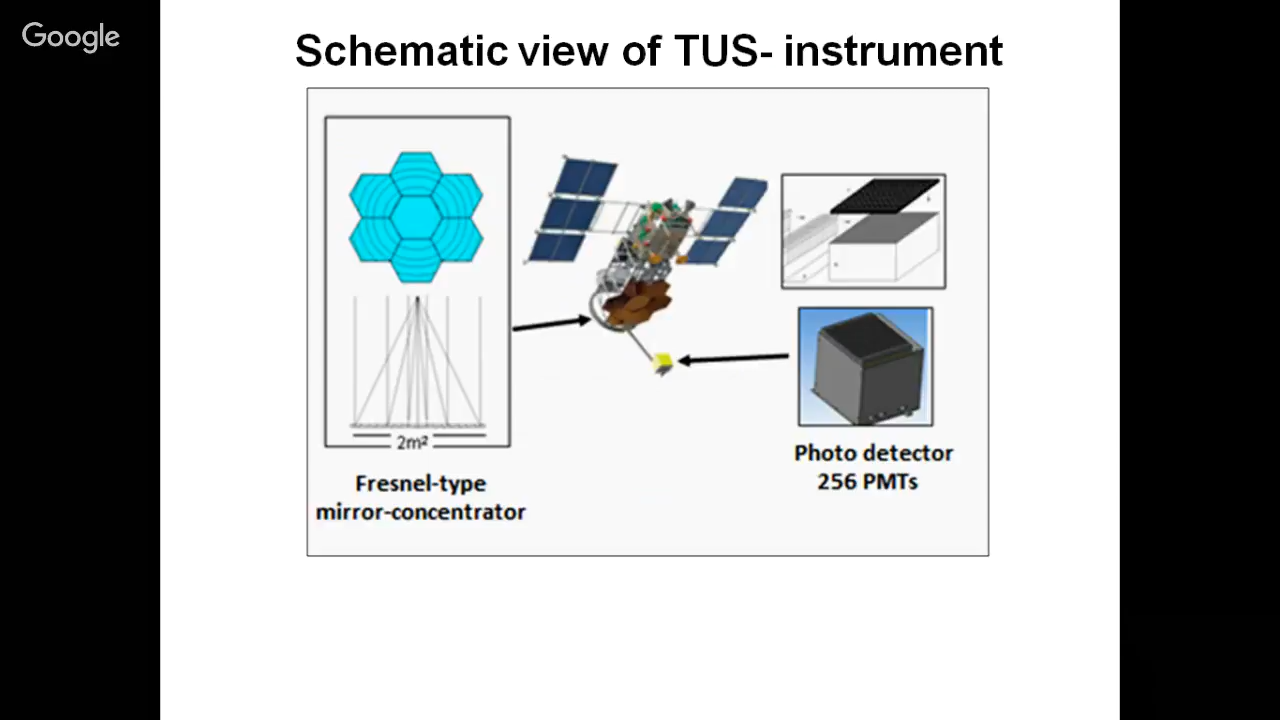 Google
Schematic view of TUS- instrument
2m²
Fresnel-type
mirror-concentrator
Photo detector
256 PMTs